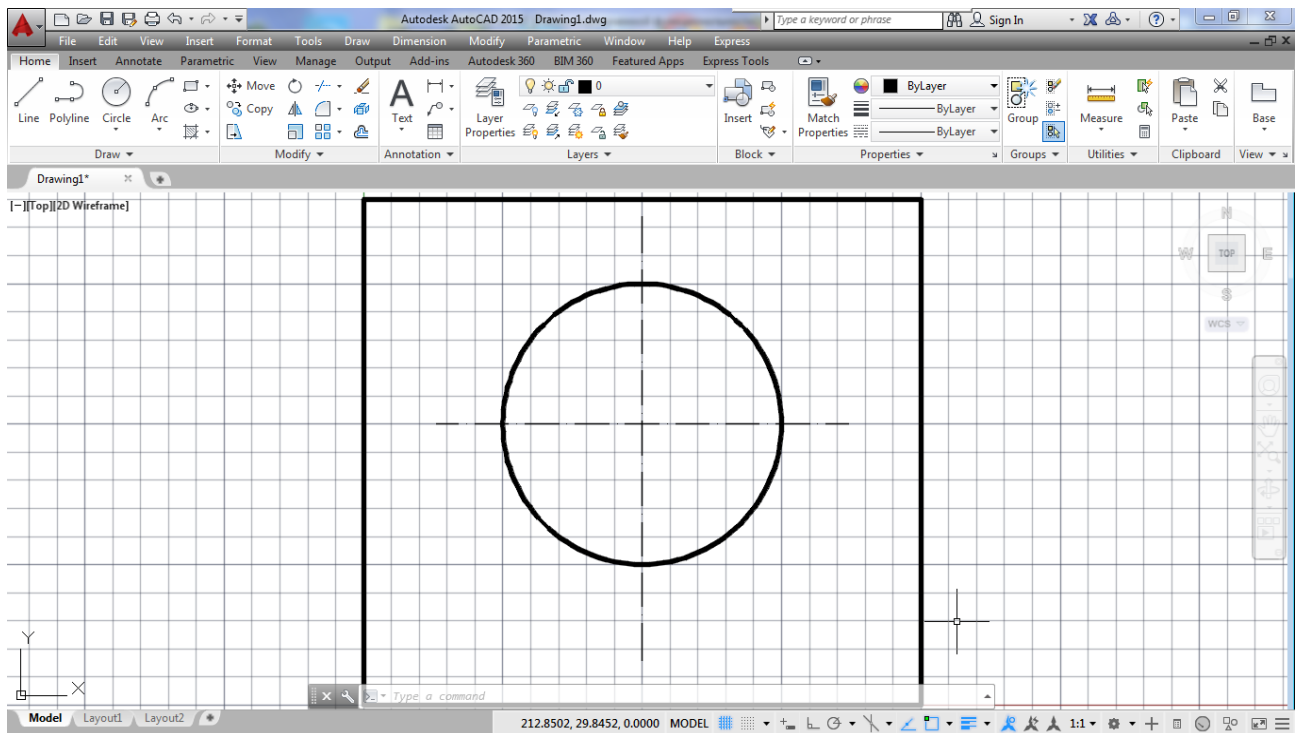 Autodesk AutoCAD 2015 Drawing1.dwg Type a keyword or phrase Sign In
File Edit View Insert Format Tools Draw Dimension Modify Parametric Window Help Express
Home Insert Annotate Parametric View Manage Output Add-ins Autodesk 360 BIM 360 Featured Apps Express Tools
Move 0 ByLayer
Line Polyline Circle Arc Copy Text Layer Properties Insert Match Properties ByLayer Group Measure Paste Base
ByLayer
Draw Modify Annotation Layers Block Properties Groups Utilities Clipboard View
Drawing1*
[−][Top][2D Wireframe]
N
W TOP E
S
WCS
Y
X
Type a command
Model Layout1 Layout2 212.8502, 29.8452, 0.0000 MODEL 1:1